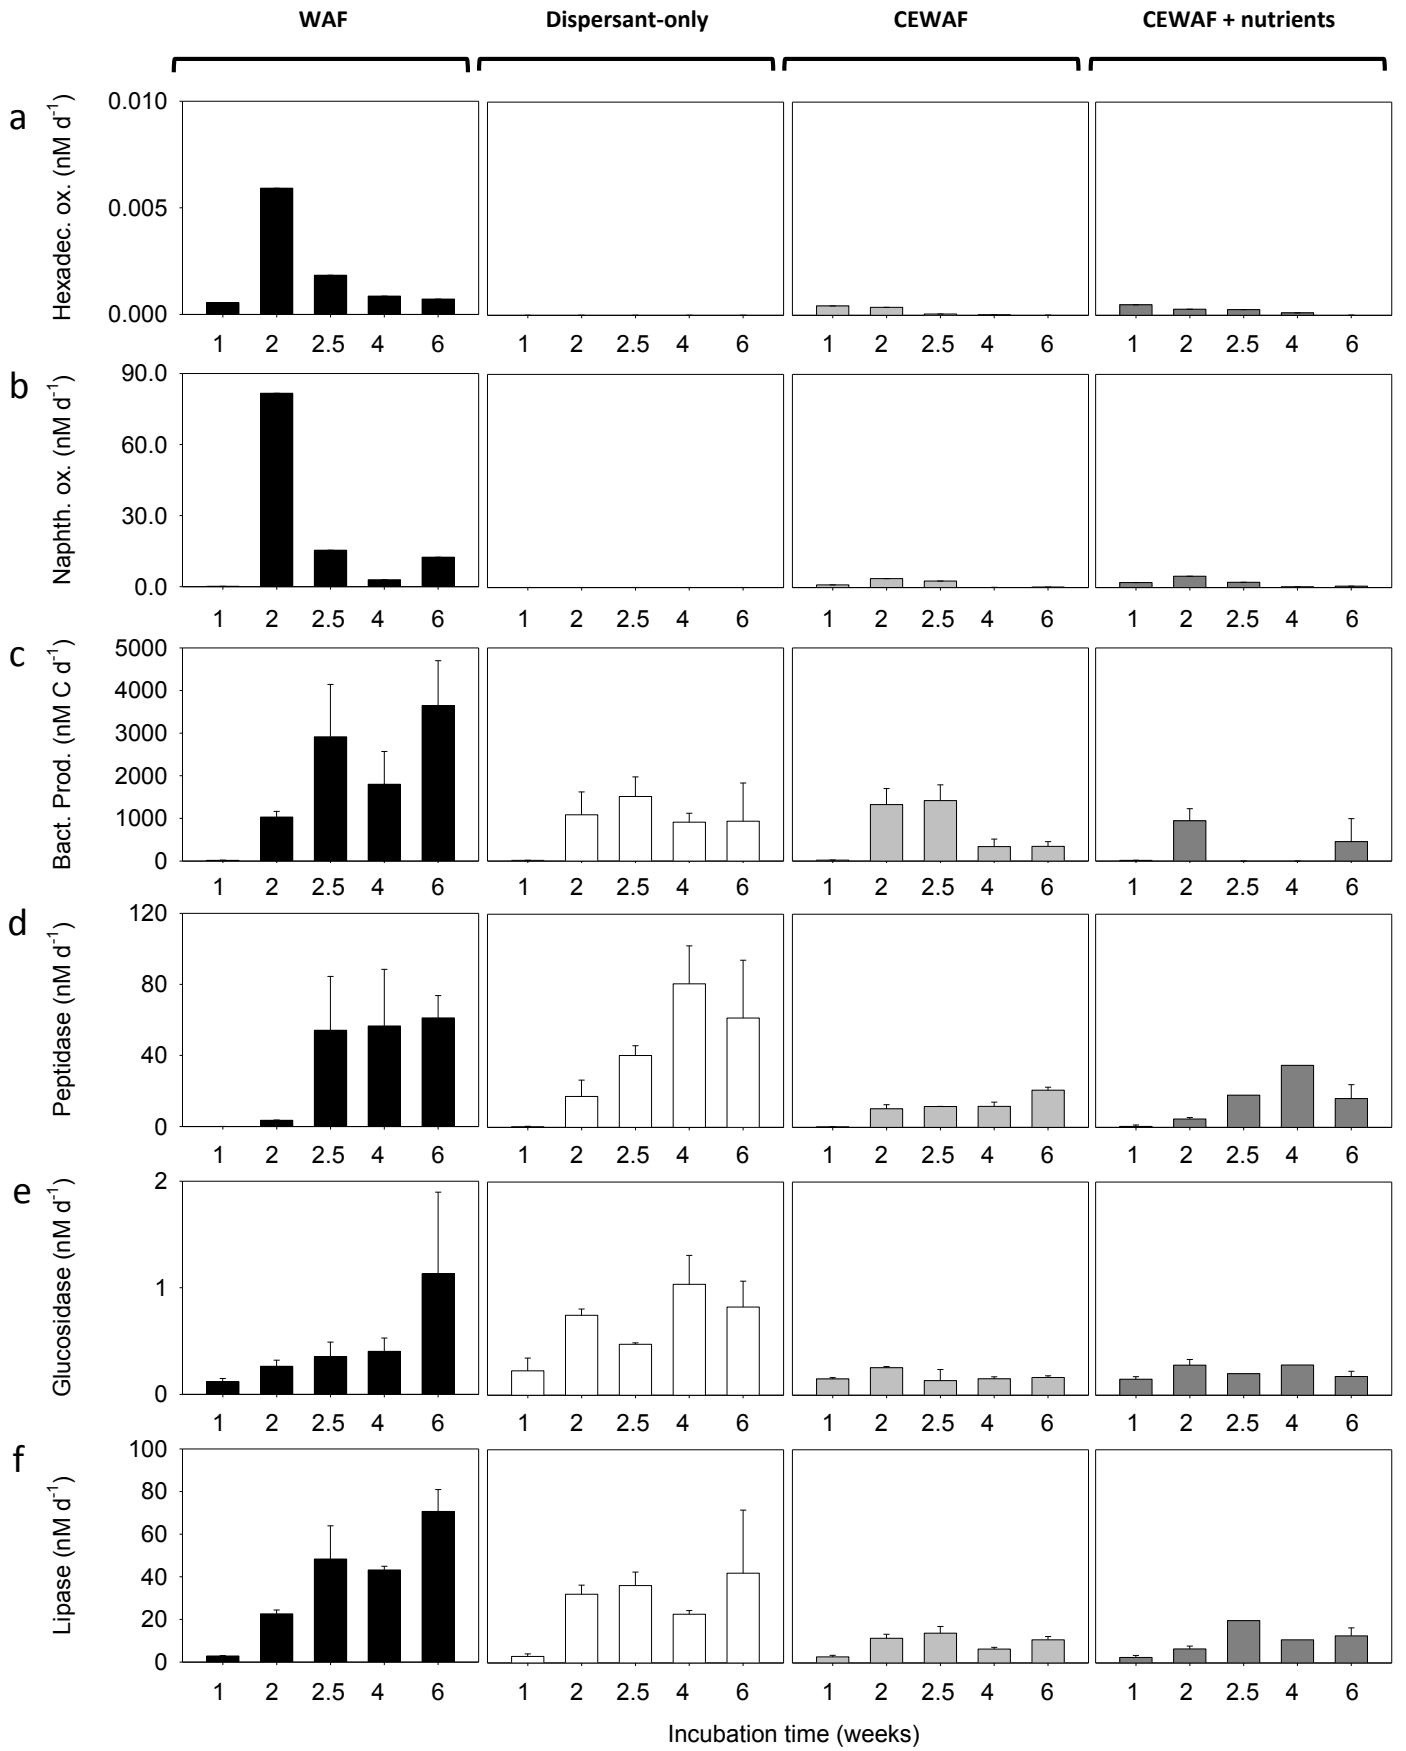 WAF Dispersant-only CEWAF CEWAF + nutrients
a
Hexadec. ox. (nM d-1)
0.010
0.005
0.000
1 2 2.5 4 6 1 2 2.5 4 6 1 2 2.5 4 6 1 2 2.5 4 6
b
Naphth. ox. (nM d-1)
90.0
60.0
30.0
0.0
1 2 2.5 4 6 1 2 2.5 4 6 1 2 2.5 4 6 1 2 2.5 4 6
c
Bact. Prod. (nM C d-1)
5000
4000
3000
2000
1000
0
1 2 2.5 4 6 1 2 2.5 4 6 1 2 2.5 4 6 1 2 2.5 4 6
d
Peptidase (nM d-1)
120
80
40
0
1 2 2.5 4 6 1 2 2.5 4 6 1 2 2.5 4 6 1 2 2.5 4 6
e
Glucosidase (nM d-1)
2
1
0
1 2 2.5 4 6 1 2 2.5 4 6 1 2 2.5 4 6 1 2 2.5 4 6
f
Lipase (nM d-1)
100
80
60
40
20
0
1 2 2.5 4 6 1 2 2.5 4 6 1 2 2.5 4 6 1 2 2.5 4 6
Incubation time (weeks)